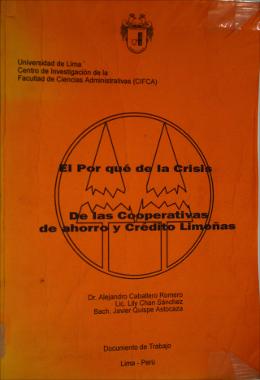 Universidad de Lima
Centro de Investigación de la
Facultad de Ciencias Administrativas (CIFCA)
El Por qué de la Crisis
De las Cooperativas
de ahorro y Crédito Limeñas
Dr. Alejandro Caballero Romero
Lic. Lily Chan Sánchez
Bach. Javier Quispe Astocaza
Documento de Trabajo
Lima - Perú